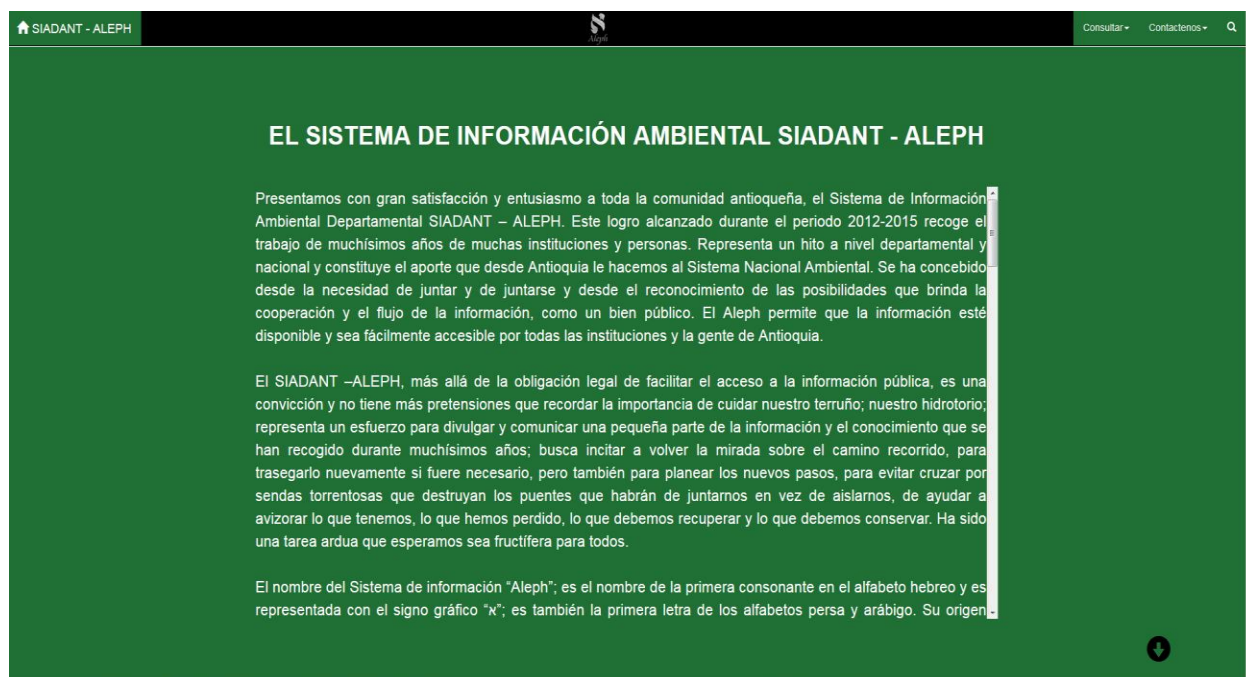 SIADANT - ALEPH
Aleph
Consultar
Contactenos
EL SISTEMA DE INFORMACIÓN AMBIENTAL SIADANT - ALEPH
Presentamos con gran satisfacción y entusiasmo a toda la comunidad antioqueña, el Sistema de Información
Ambiental Departamental SIADANT – ALEPH. Este logro alcanzado durante el periodo 2012-2015 recoge el
trabajo de muchísimos años de muchas instituciones y personas. Representa un hito a nivel departamental y
nacional y constituye el aporte que desde Antioquia le hacemos al Sistema Nacional Ambiental. Se ha concebido
desde la necesidad de juntar y de juntarse y desde el reconocimiento de las posibilidades que brinda la
cooperación y el flujo de la información, como un bien público. El Aleph permite que la información esté
disponible y sea fácilmente accesible por todas las instituciones y la gente de Antioquia.
El SIADANT –ALEPH, más allá de la obligación legal de facilitar el acceso a la información pública, es una
convicción y no tiene más pretensiones que recordar la importancia de cuidar nuestro terruño; nuestro hidrotorio;
representa un esfuerzo para divulgar y comunicar una pequeña parte de la información y el conocimiento que se
han recogido durante muchísimos años; busca incitar a volver la mirada sobre el camino recorrido, para
trasegarlo nuevamente si fuere necesario, pero también para planear los nuevos pasos, para evitar cruzar por
sendas torrentosas que destruyan los puentes que habrán de juntarnos en vez de aislarnos, de ayudar a
avizorar lo que tenemos, lo que hemos perdido, lo que debemos recuperar y lo que debemos conservar. Ha sido
una tarea ardua que esperamos sea fructífera para todos.
El nombre del Sistema de información “Aleph”; es el nombre de la primera consonante en el alfabeto hebreo y es
representada con el signo gráfico “א”; es también la primera letra de los alfabetos persa y arábigo. Su origen